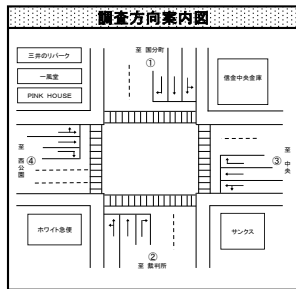 調査方向案内図
三井のリパーク
一風堂
PINK HOUSE
至 国分町
①
信金中央金庫
至 西公園
④
③
至 中央
ホワイト急便
②
至 裁判所
サンクス